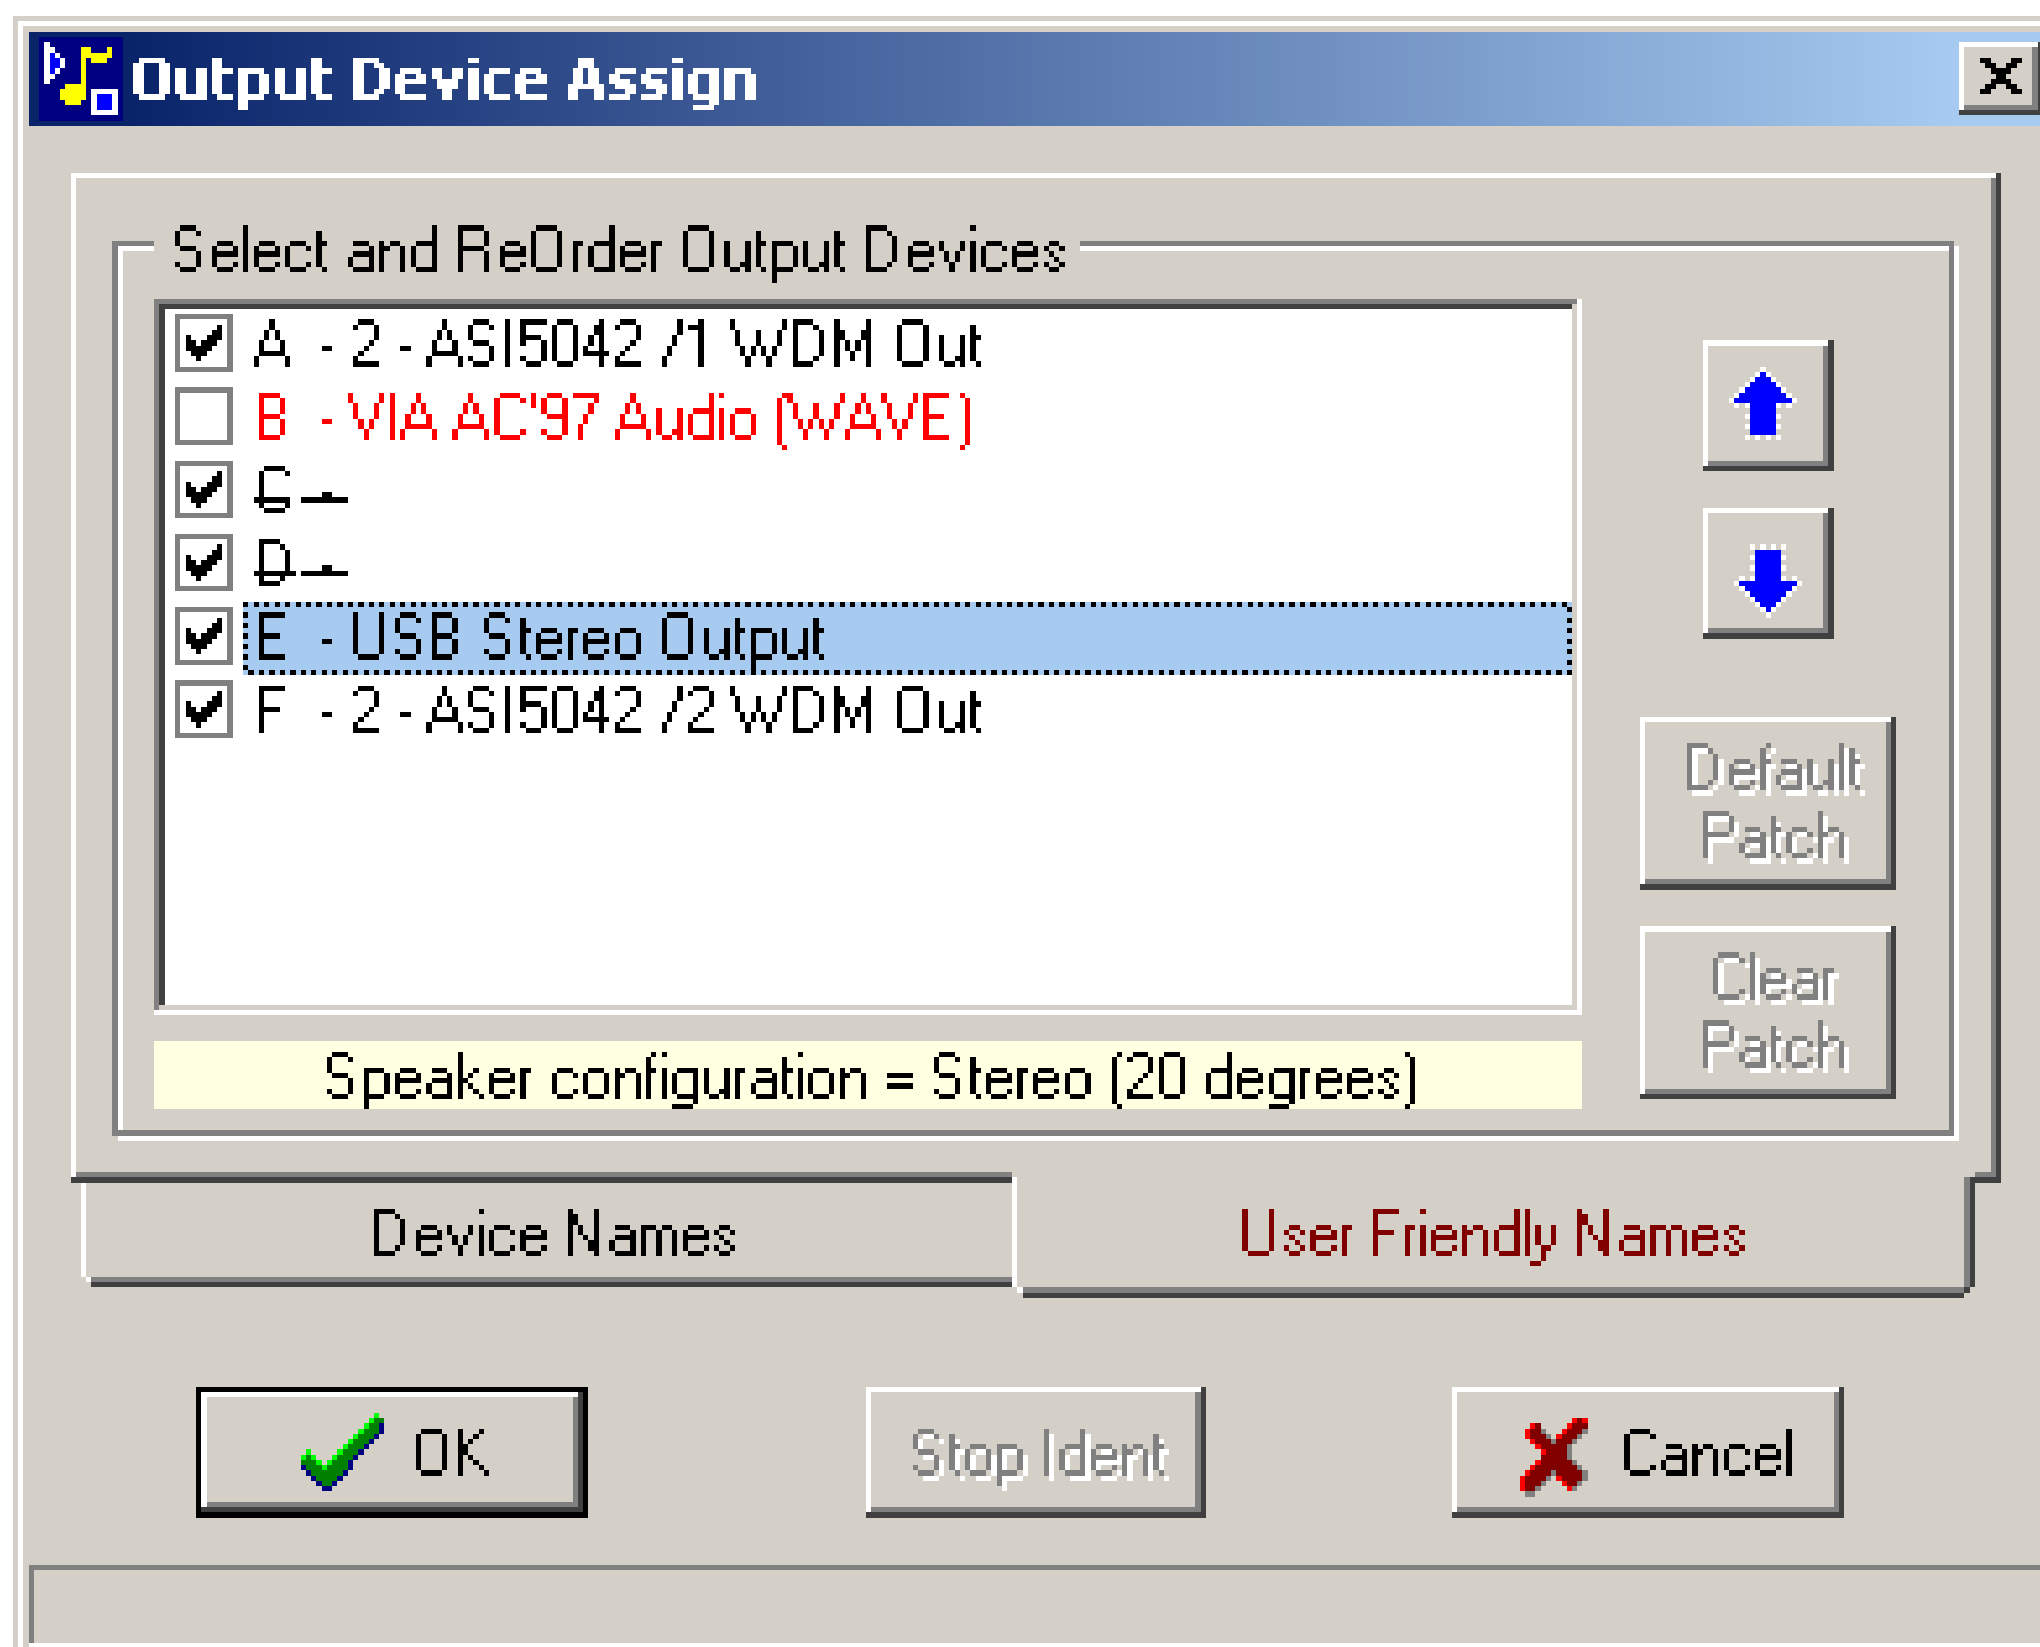 Output Device Assign
Select and ReOrder Output Devices
A - 2 - ASI5042 /1 WDM Out
B - VIA AC'97 Audio (WAVE)
C -
D -
E - USB Stereo Output
F - 2 - ASI5042 /2 WDM Out
Default
Patch
Clear
Patch
Speaker configuration = Stereo (20 degrees)
Device Names
User Friendly Names
OK
Stop Ident
Cancel